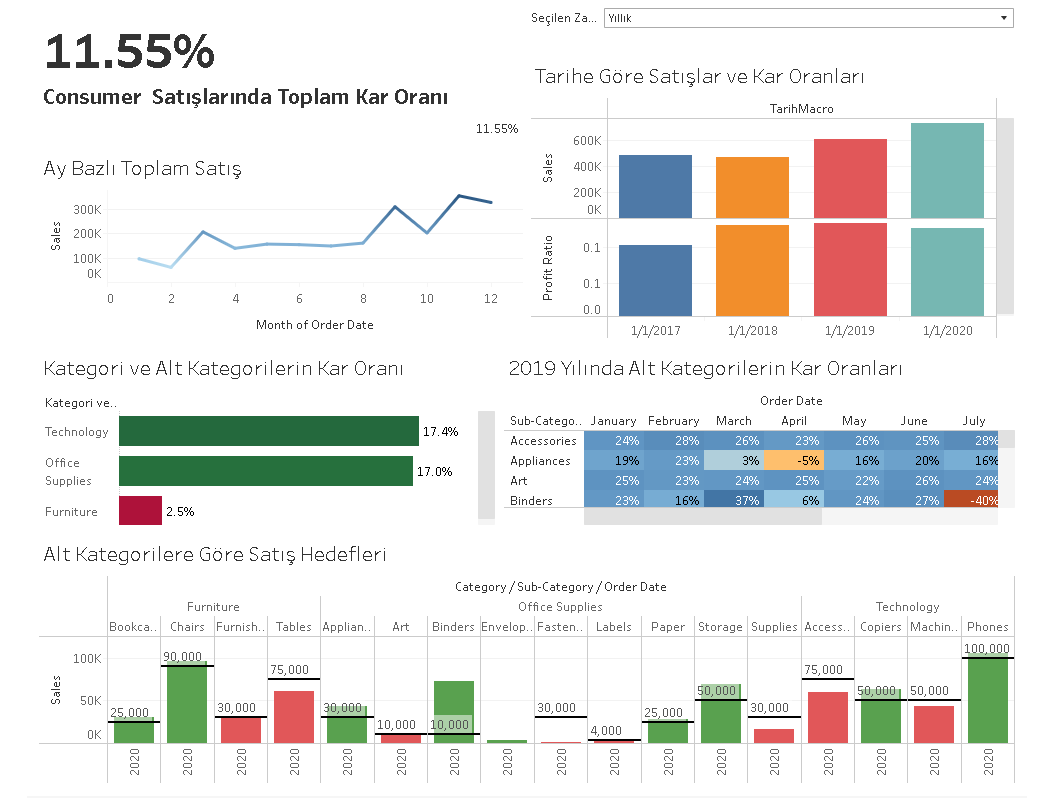 Seçilen Za... Yıllık
11.55%
Consumer Satışlarında Toplam Kar Oranı
11.55%
Ay Bazlı Toplam Satış
Sales
300K
200K
100K
0K
0 2 4 6 8 10 12
Month of Order Date
Tarihe Göre Satışlar ve Kar Oranları
TarihMacro
Sales
600K
400K
200K
0K
Profit Ratio
0.1
0.1
0.0
1/1/2017 1/1/2018 1/1/2019 1/1/2020
Kategori ve Alt Kategorilerin Kar Oranı
Kategori ve..
Technology 17.4%
Office
Supplies 17.0%
Furniture 2.5%
2019 Yılında Alt Kategorilerin Kar Oranları
Order Date
Sub-Catego.. January February March April May June July
Accessories 24% 28% 26% 23% 26% 25% 28%
Appliances 19% 23% 3% -5% 16% 20% 16%
Art 25% 23% 24% 25% 22% 26% 24%
Binders 23% 16% 37% 6% 24% 27% -40%
Alt Kategorilere Göre Satış Hedefleri
Category / Sub-Category / Order Date
Furniture Office Supplies Technology
Bookca.. Chairs Furnish.. Tables Applian.. Art Binders Envelop.. Fasten.. Labels Paper Storage Supplies Access.. Copiers Machin.. Phones
Sales
100K
50K
0K
25,000 90,000 30,000 75,000 30,000 10,000 10,000 30,000 4,000 25,000 50,000 30,000 75,000 50,000 50,000 100,000
2020 2020 2020 2020 2020 2020 2020 2020 2020 2020 2020 2020 2020 2020 2020 2020 2020